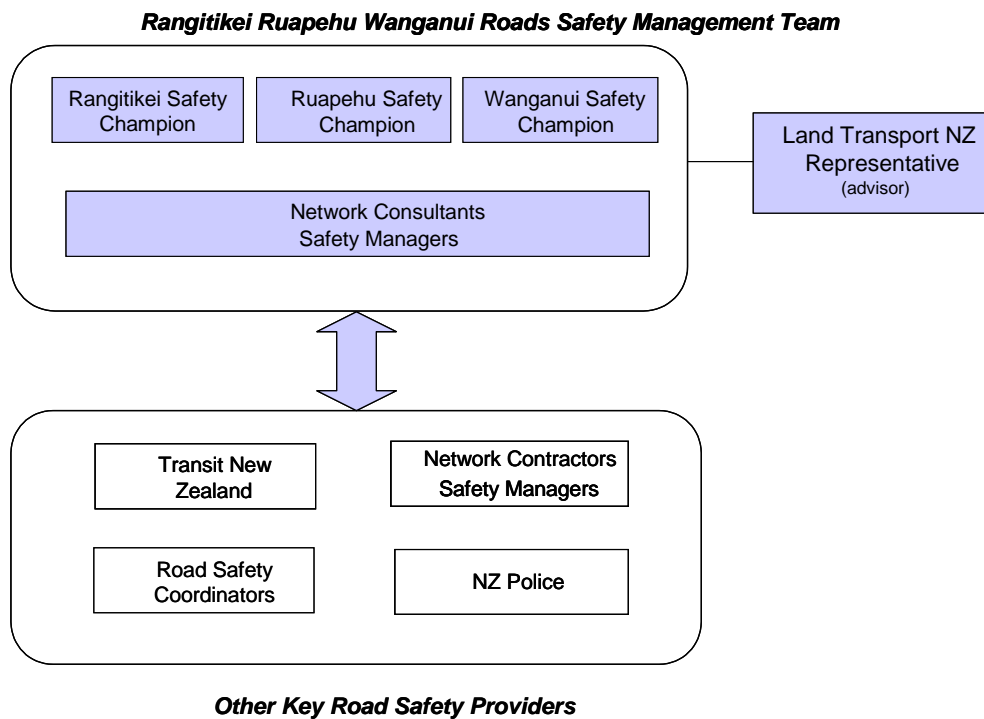 Rangitikei Ruapehu Wanganui Roads Safety Management Team
Rangitikei Safety
Champion
Ruapehu Safety
Champion
Wanganui Safety
Champion
Land Transport NZ
Representative
(advisor)
Network Consultants
Safety Managers
Transit New
Zealand
Network Contractors
Safety Managers
Road Safety
Coordinators
NZ Police
Other Key Road Safety Providers